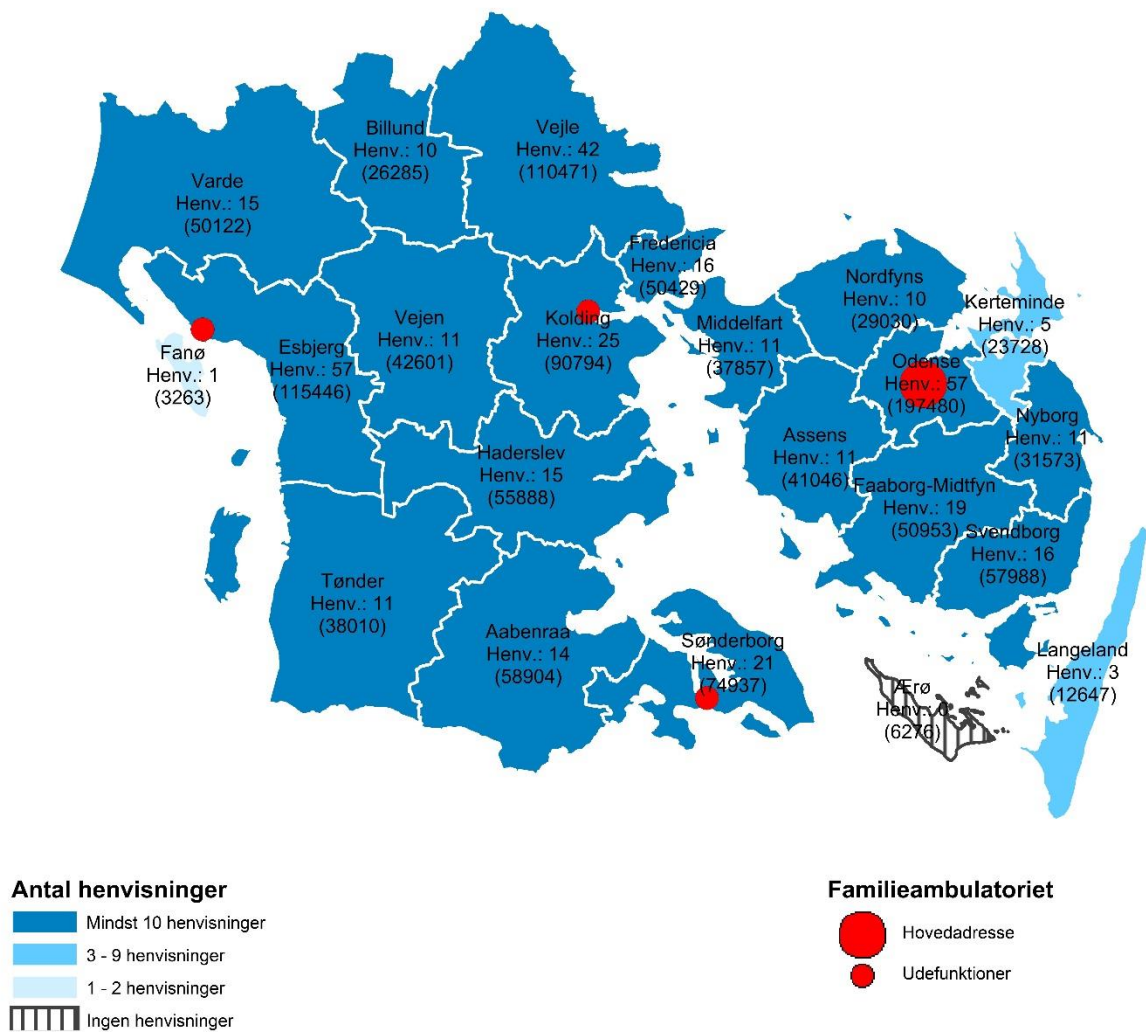 Billund
Henv.: 10
(26285)
Vejle
Henv.: 42
(110471)
Varde
Henv.: 15
(50122)
Fredericia
Henv.: 16
(50429)
Nordfyns
Henv.: 10
(29030)
Kerteminde
Henv.: 5
(23728)
Vejen
Henv.: 11
(42601)
Kolding
Henv.: 25
(90794)
Middelfart
Henv.: 11
(37857)
Fanø
Henv.: 1
(3263)
Esbjerg
Henv.: 57
(115446)
Odense
Henv.: 57
(197480)
Nyborg
Henv.: 11
(31573)
Assens
Henv.: 11
(41046)
Haderslev
Henv.: 15
(55888)
Faaborg-Midtfyn
Henv.: 19
(50953)
Svendborg
Henv.: 16
(57988)
Tønder
Henv.: 11
(38010)
Aabenraa
Henv.: 14
(58904)
Sønderborg
Henv.: 21
(74937)
Langeland
Henv.: 3
(12647)
Ærø
Henv.: 0
(6276)
Antal henvisninger
Mindst 10 henvisninger
3 - 9 henvisninger
1 - 2 henvisninger
Ingen henvisninger
Familieambulatoriet
Hovedadresse
Udefunktioner